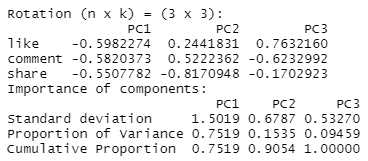 Rotation (n x k) = (3 x 3):
PC1 PC2 PC3
like -0.5982274 0.2441831 0.7632160
comment -0.5820373 0.5222362 -0.6232992
share -0.5507782 -0.8170948 -0.1702923
Importance of components:
PC1 PC2 PC3
Standard deviation 1.5019 0.6787 0.53270
Proportion of Variance 0.7519 0.1535 0.09459
Cumulative Proportion 0.7519 0.9054 1.00000